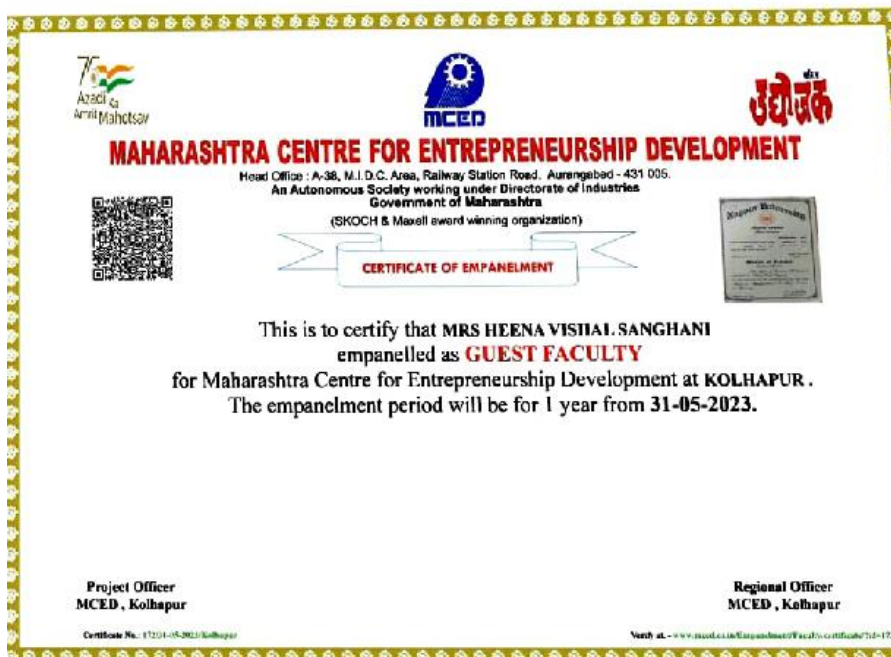 75
Azadi Ka
Amrit Mahotsav
MCED
उद्योजक
MAHARASHTRA CENTRE FOR ENTREPRENEURSHIP DEVELOPMENT
Head Office : A-38, M.I.D.C. Area, Railway Station Road, Aurangabad - 431 005.
An Autonomous Society working under Directorate of Industries
Government of Maharashtra
(SKOCH & Maxell award winning organization)
CERTIFICATE OF EMPANELMENT
Nagpur University
This is to certify that MRS HEENA VISHAL SANGHANI
empanelled as GUEST FACULTY
for Maharashtra Centre for Entrepreneurship Development at KOLHAPUR .
The empanelment period will be for 1 year from 31-05-2023.
Project Officer
MCED , Kolhapur
Regional Officer
MCED , Kolhapur
Certificate No.:
Verify at. -